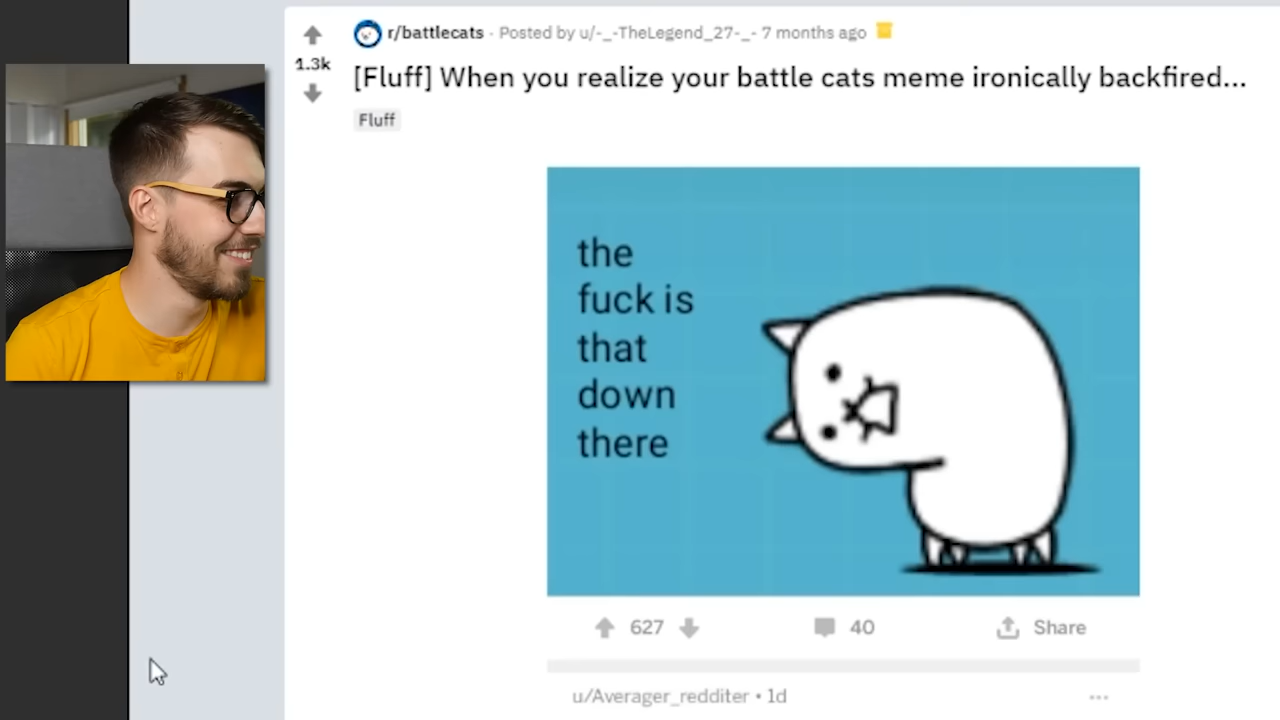 r/battlecats · Posted by u/-_-TheLegend_27-_- 7 months ago
1.3k
[Fluff] When you realize your battle cats meme ironically backfired...
Fluff
the
fuck is
that
down
there
627 40 Share
u/Averager_redditer • 1d